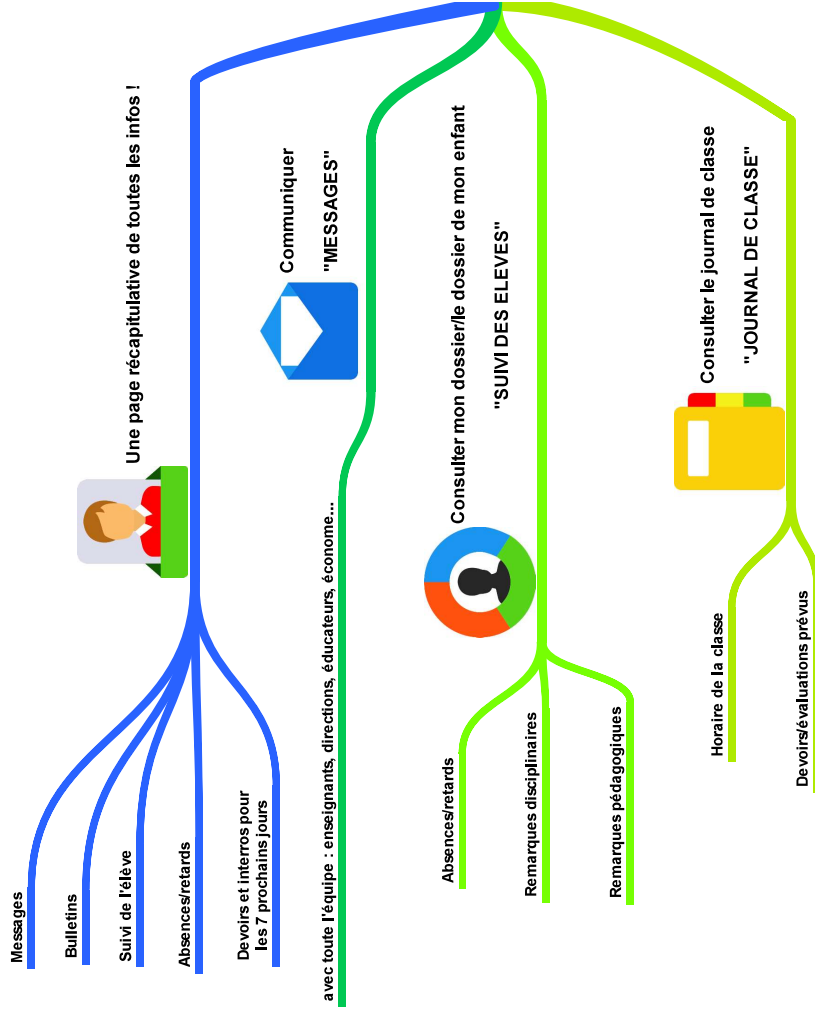 Une page récapitulative de toutes les infos !
Messages
Bulletins
Suivi de l'élève
Absences/retards
Devoirs et interros pour
les 7 prochains jours
Communiquer
"MESSAGES"
avec toute l'équipe : enseignants, directions, éducateurs, économe...
Consulter mon dossier/le dossier de mon enfant
"SUIVI DES ELEVES"
Absences/retards
Remarques disciplinaires
Remarques pédagogiques
Consulter le journal de classe
"JOURNAL DE CLASSE"
Horaire de la classe
Devoirs/évaluations prévus